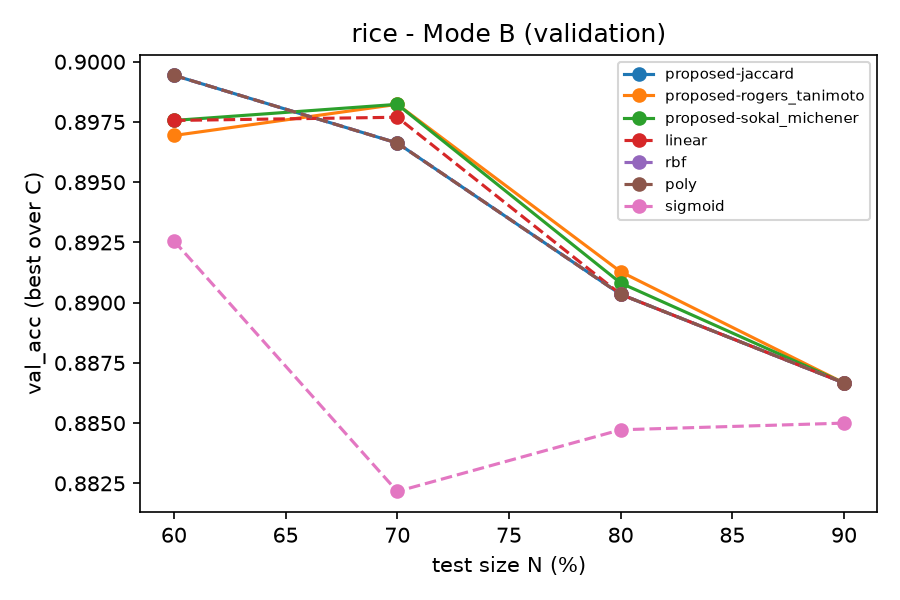 rice - Mode B (validation)
val_acc (best over C)
0.9000
0.8975
0.8950
0.8925
0.8900
0.8875
0.8850
0.8825
proposed-jaccard
proposed-rogers_tanimoto
proposed-sokal_michener
linear
rbf
poly
sigmoid
60 65 70 75 80 85 90
test size N (%)